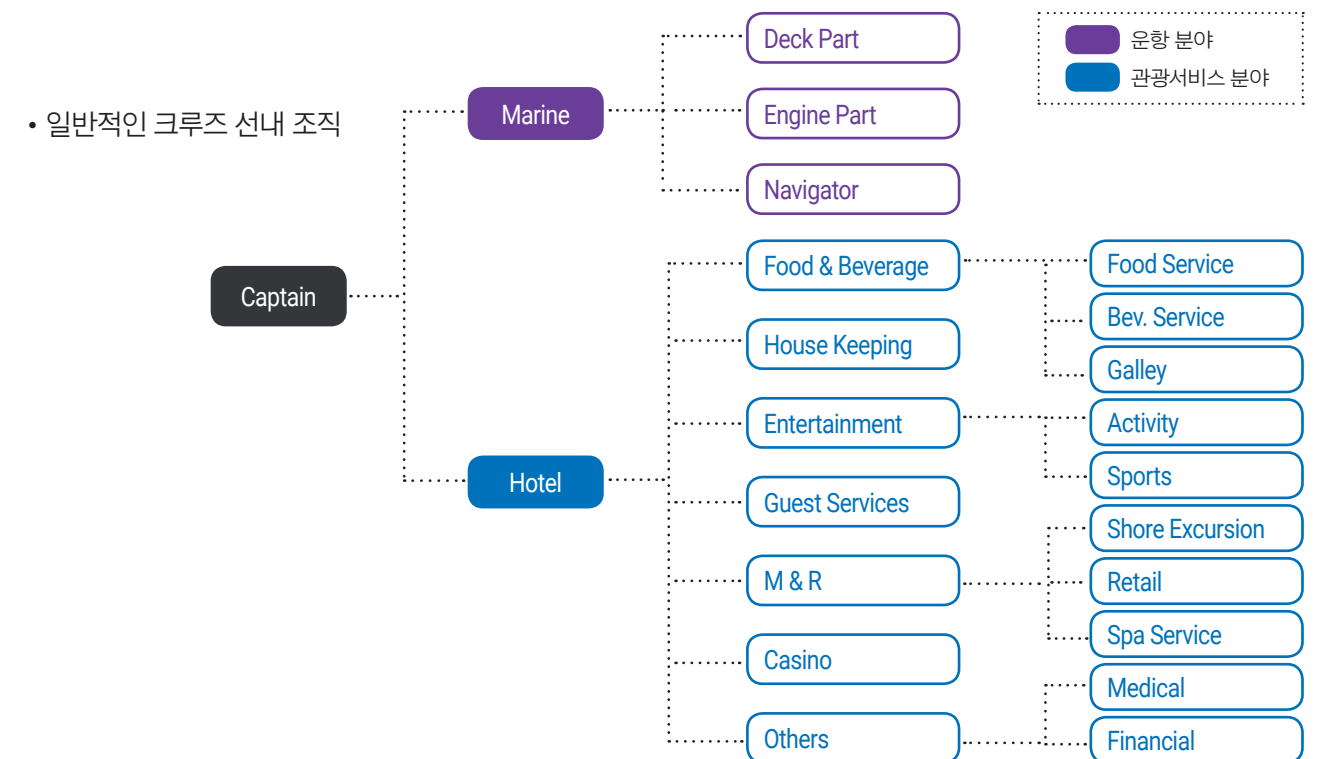 • 일반적인 크루즈 선내 조직
운항 분야
관광서비스 분야
Captain
Marine
Deck Part
Engine Part
Navigator
Hotel
Food & Beverage
Food Service
Bev. Service
Galley
House Keeping
Entertainment
Activity
Sports
Guest Services
M & R
Shore Excursion
Retail
Spa Service
Casino
Others
Medical
Financial